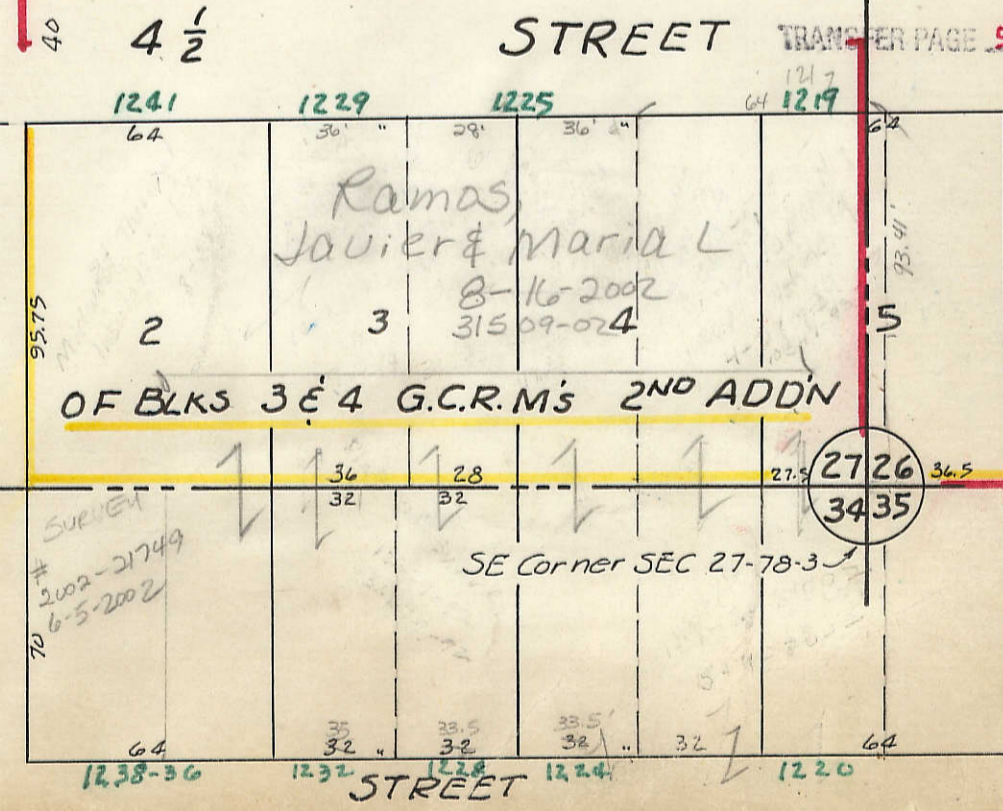 40
4 ½ STREET TRANSFER PAGE
1217
1241 1229 1225 64 1219
64 36' " 28' 36' " 64
Ramos,
Javier & Maria L
8-16-2002
31509-02
93.41'
95.75
2 3 4 5
OF BLKS 3 & 4 G.C.R.M's 2ND ADD'N
36 28 27.5 27 26 36.5
32 32 34 35
SURVEY
#
2002-21749
6-5-2002
SE Corner SEC 27-78-3
70
35 33.5 33.5'
64 32 " 32 32 " 32 64
1238-36 1232 1228 1224 1220
STREET